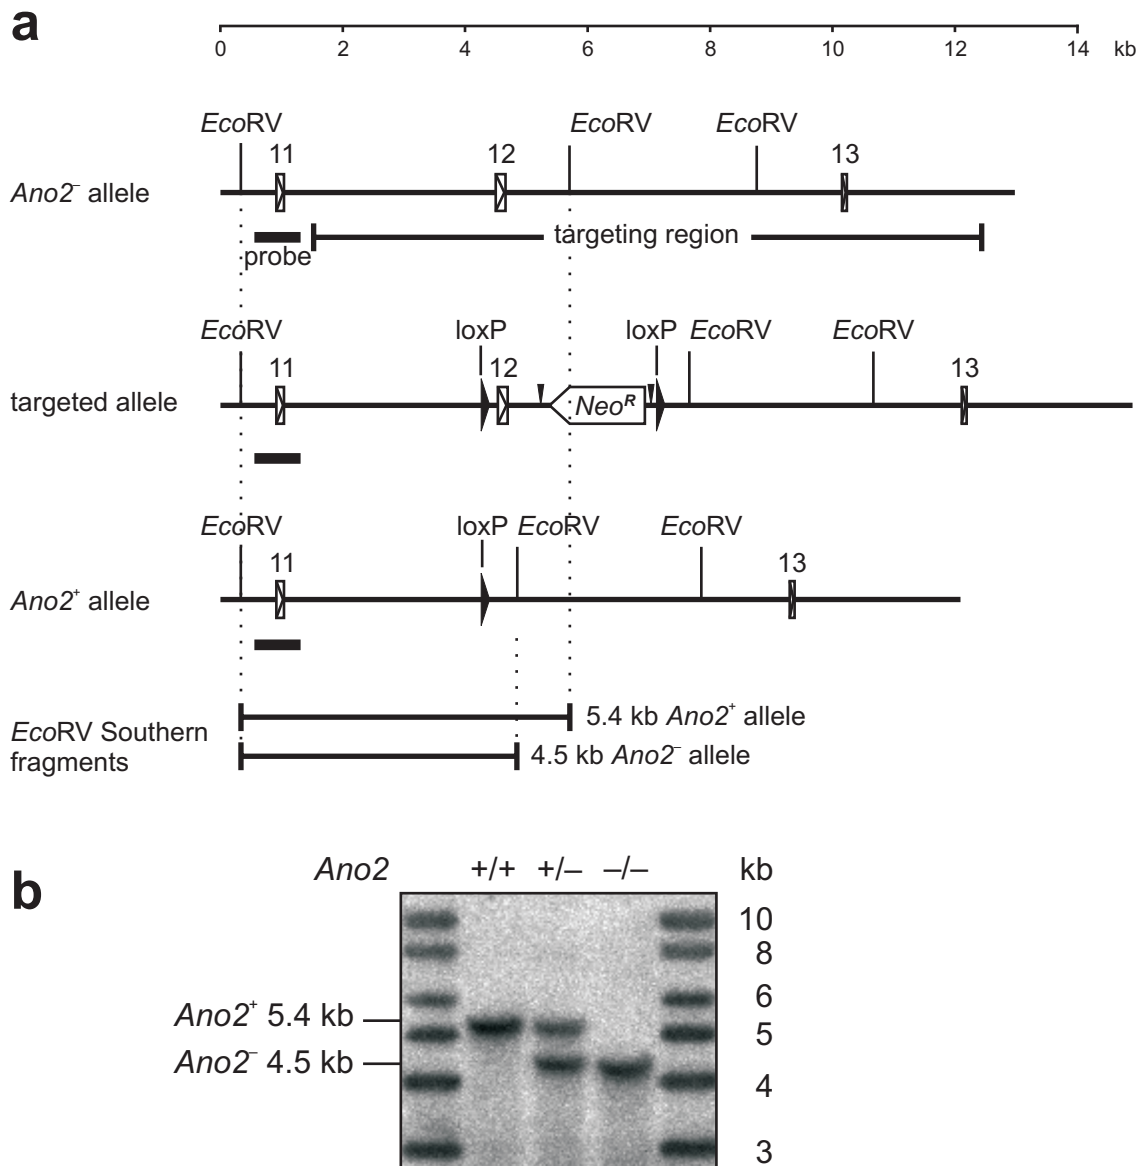 a
0 2 4 6 8 10 12 14 kb
EcoRV EcoRV EcoRV
11 12 13
Ano2⁻ allele
targeting region
probe
EcoRV loxP loxP EcoRV EcoRV
11 12 13
targeted allele
Neoᴿ
EcoRV loxP EcoRV EcoRV
11 13
Ano2⁺ allele
EcoRV Southern
fragments
5.4 kb Ano2⁺ allele
4.5 kb Ano2⁻ allele
b
Ano2 +/+ +/– –/– kb
10
8
6
Ano2⁺ 5.4 kb
5
Ano2⁻ 4.5 kb
4
3